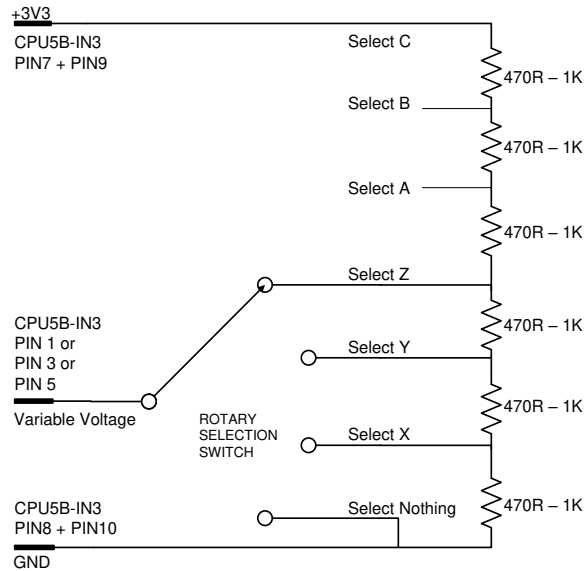 +3V3
CPU5B-IN3
PIN7 + PIN9
Select C
470R – 1K
Select B
470R – 1K
Select A
470R – 1K
Select Z
CPU5B-IN3
PIN 1 or
PIN 3 or
PIN 5
Variable Voltage
470R – 1K
Select Y
470R – 1K
ROTARY
SELECTION
SWITCH
Select X
CPU5B-IN3
PIN8 + PIN10
Select Nothing
470R – 1K
GND